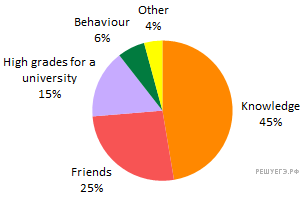 Other
4%
Behaviour
6%
High grades for a
university
15%
Knowledge
45%
Friends
25%
РЕШУЕГЭ.РФ